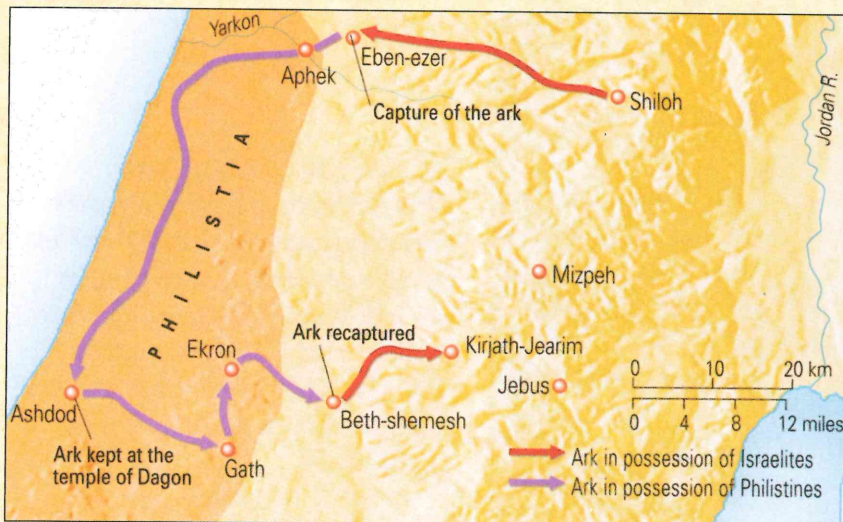 Yarkon
Eben-ezer
Aphek
Capture of the ark
Shiloh
Jordan R.
PHILISTIA
Mizpeh
Ark recaptured
Ekron
Kirjath-Jearim
Jebus
0 10 20 km
0 4 8 12 miles
Ashdod
Beth-shemesh
Ark kept at the
temple of Dagon
Gath
Ark in possession of Israelites
Ark in possession of Philistines